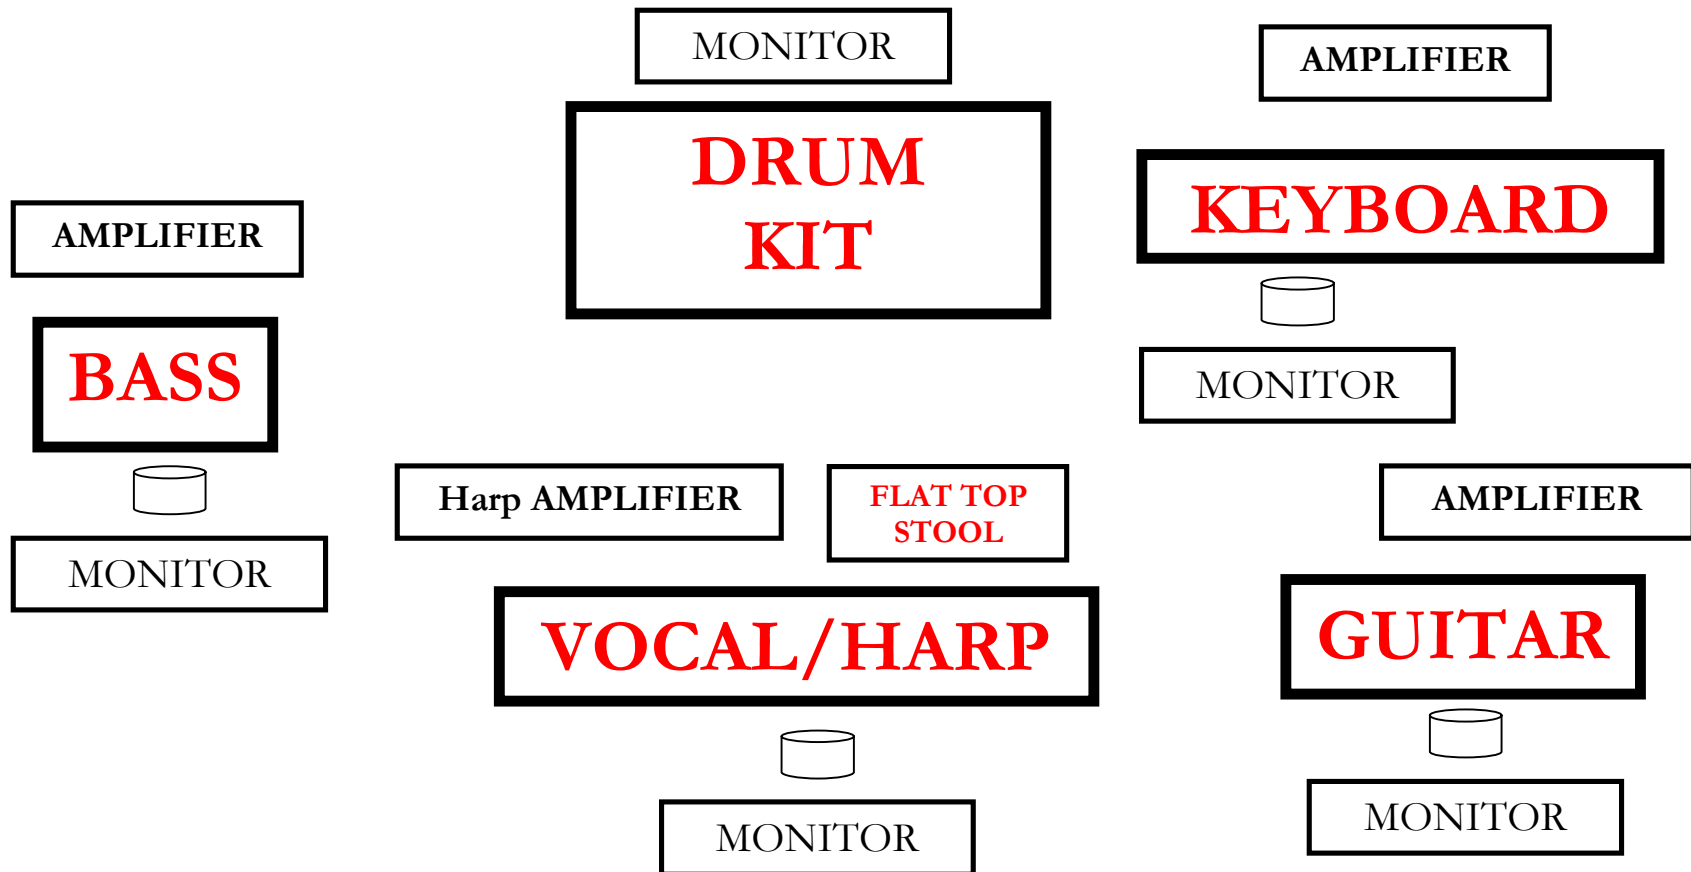 MONITOR
AMPLIFIER
DRUM
KIT
KEYBOARD
AMPLIFIER
BASS
MONITOR
Harp AMPLIFIER
FLAT TOP
STOOL
AMPLIFIER
MONITOR
VOCAL/HARP
GUITAR
MONITOR
MONITOR